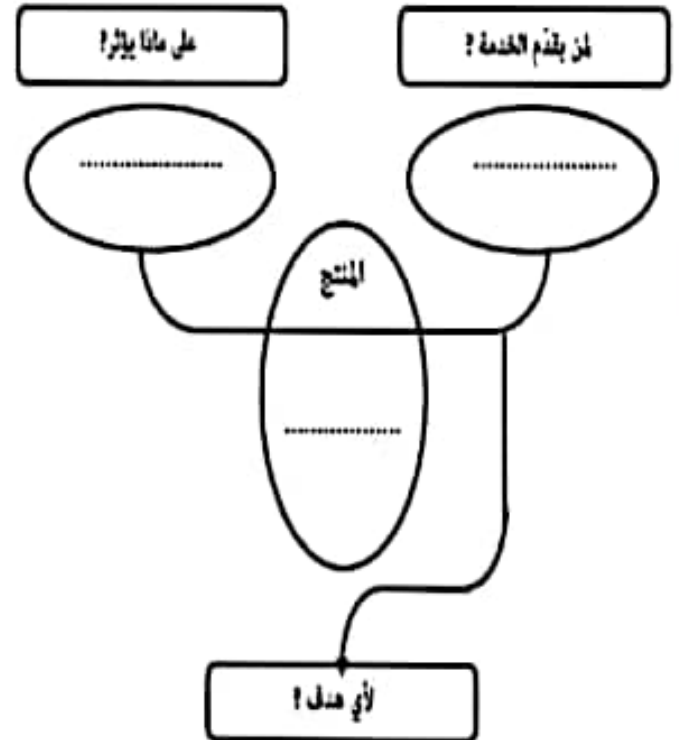 لمن يقدّم الخدمة ؟
على ماذا يؤثر؟
......................
......................
المنتج
..................
لأي هدف ؟